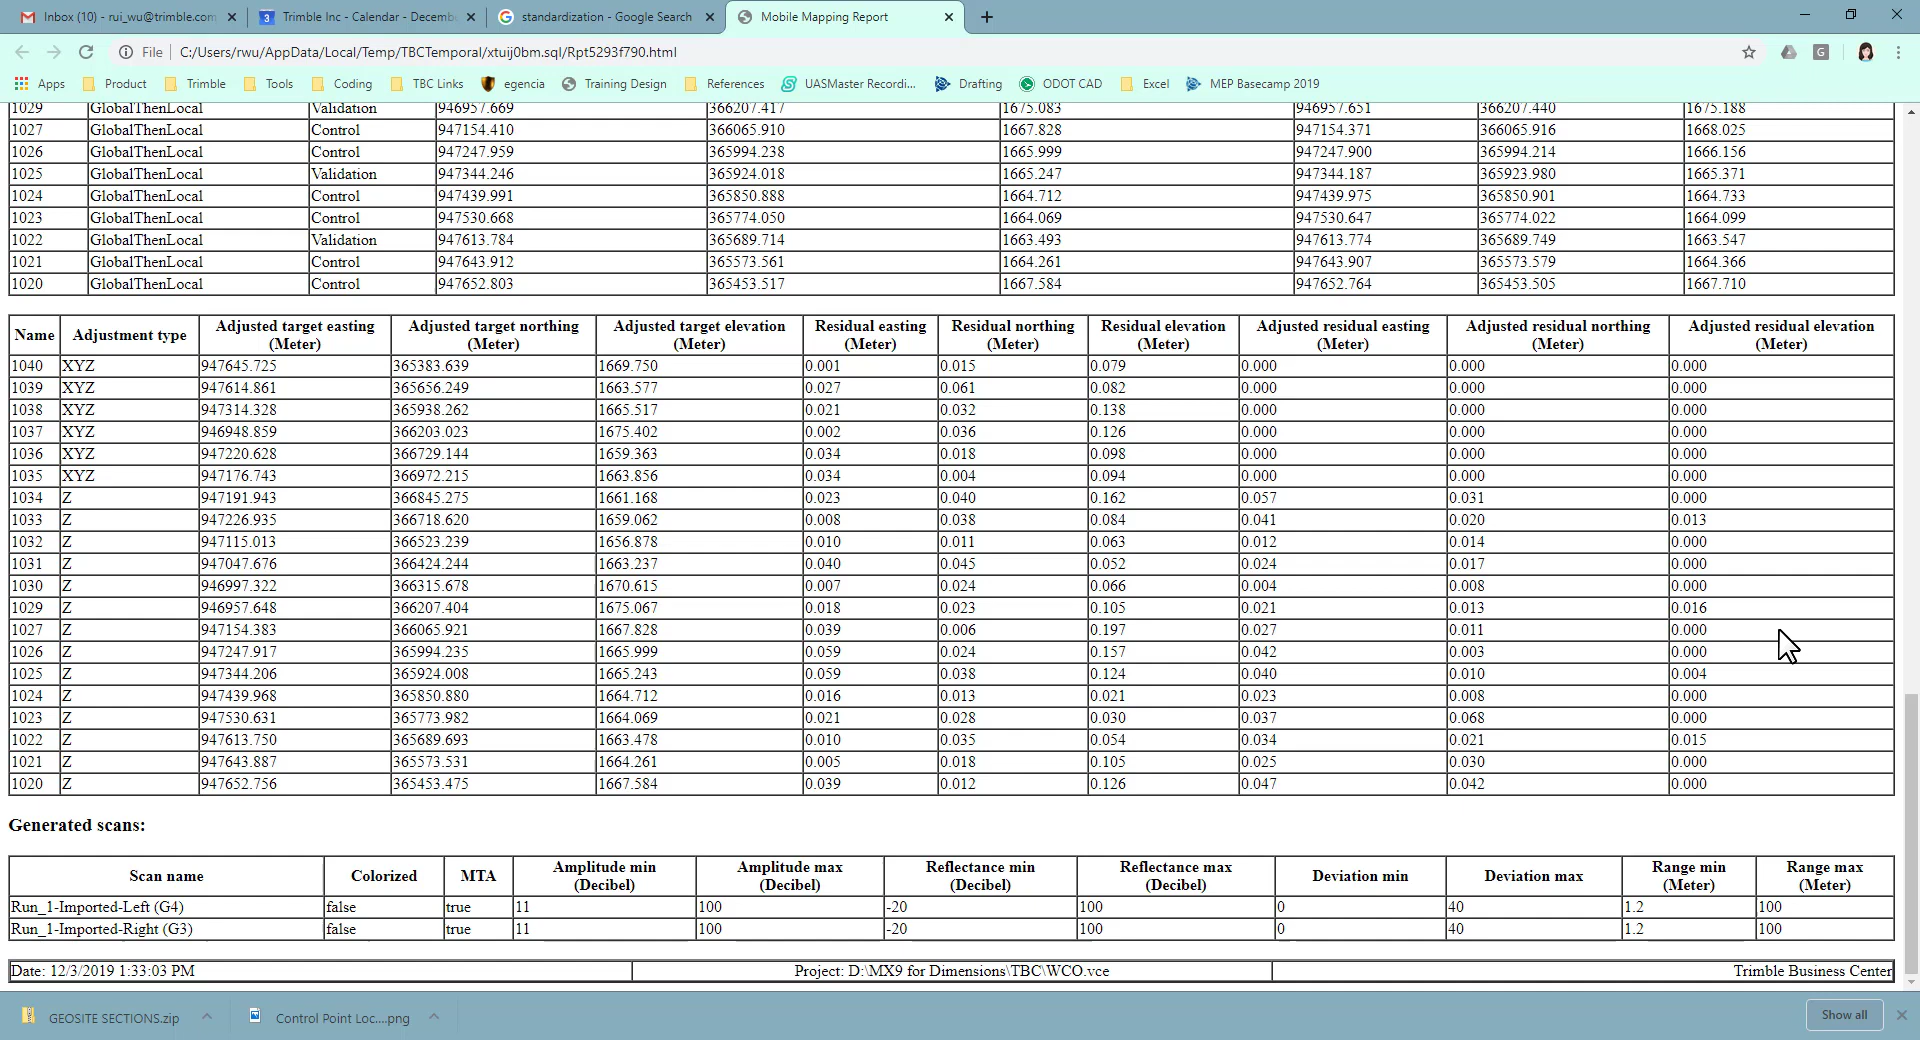 Inbox (10) - rui_wu@trimble.com
Trimble Inc - Calendar - Decemb
standardization - Google Search
Mobile Mapping Report
File | C:/Users/rwu/AppData/Local/Temp/TBCTemporal/xtuij0bm.sql/Rpt5293f790.html
G
Apps Product Trimble Tools Coding TBC Links egencia Training Design References UASMaster Recordi... Drafting ODOT CAD Excel MEP Basecamp 2019
1029 GlobalThenLocal Validation 946957.669 366207.417 1675.083 946957.651 366207.440 1675.188
1027 GlobalThenLocal Control 947154.410 366065.910 1667.828 947154.371 366065.916 1668.025
1026 GlobalThenLocal Control 947247.959 365994.238 1665.999 947247.900 365994.214 1666.156
1025 GlobalThenLocal Validation 947344.246 365924.018 1665.247 947344.187 365923.980 1665.371
1024 GlobalThenLocal Control 947439.991 365850.888 1664.712 947439.975 365850.901 1664.733
1023 GlobalThenLocal Control 947530.668 365774.050 1664.069 947530.647 365774.022 1664.099
1022 GlobalThenLocal Validation 947613.784 365689.714 1663.493 947613.774 365689.749 1663.547
1021 GlobalThenLocal Control 947643.912 365573.561 1664.261 947643.907 365573.579 1664.366
1020 GlobalThenLocal Control 947652.803 365453.517 1667.584 947652.764 365453.505 1667.710
Name Adjustment type Adjusted target easting (Meter) Adjusted target northing (Meter) Adjusted target elevation (Meter) Residual easting (Meter) Residual northing (Meter) Residual elevation (Meter) Adjusted residual easting (Meter) Adjusted residual northing (Meter) Adjusted residual elevation (Meter)
1040 XYZ 947645.725 365383.639 1669.750 0.001 0.015 0.079 0.000 0.000 0.000
1039 XYZ 947614.861 365656.249 1663.577 0.027 0.061 0.082 0.000 0.000 0.000
1038 XYZ 947314.328 365938.262 1665.517 0.021 0.032 0.138 0.000 0.000 0.000
1037 XYZ 946948.859 366203.023 1675.402 0.002 0.036 0.126 0.000 0.000 0.000
1036 XYZ 947220.628 366729.144 1659.363 0.034 0.018 0.098 0.000 0.000 0.000
1035 XYZ 947176.743 366972.215 1663.856 0.034 0.004 0.094 0.000 0.000 0.000
1034 Z 947191.943 366845.275 1661.168 0.023 0.040 0.162 0.057 0.031 0.000
1033 Z 947226.935 366718.620 1659.062 0.008 0.038 0.084 0.041 0.020 0.013
1032 Z 947115.013 366523.239 1656.878 0.010 0.011 0.063 0.012 0.014 0.000
1031 Z 947047.676 366424.244 1663.237 0.040 0.045 0.052 0.024 0.017 0.000
1030 Z 946997.322 366315.678 1670.615 0.007 0.024 0.066 0.004 0.008 0.000
1029 Z 946957.648 366207.404 1675.067 0.018 0.023 0.105 0.021 0.013 0.016
1027 Z 947154.383 366065.921 1667.828 0.039 0.006 0.197 0.027 0.011 0.000
1026 Z 947247.917 365994.235 1665.999 0.059 0.024 0.157 0.042 0.003 0.000
1025 Z 947344.206 365924.008 1665.243 0.059 0.038 0.124 0.040 0.010 0.004
1024 Z 947439.968 365850.880 1664.712 0.016 0.013 0.021 0.023 0.008 0.000
1023 Z 947530.631 365773.982 1664.069 0.021 0.028 0.030 0.037 0.068 0.000
1022 Z 947613.750 365689.693 1663.478 0.010 0.035 0.054 0.034 0.021 0.015
1021 Z 947643.887 365573.531 1664.261 0.005 0.018 0.105 0.025 0.030 0.000
1020 Z 947652.756 365453.475 1667.584 0.039 0.012 0.126 0.047 0.042 0.000
Generated scans:
Scan name Colorized MTA Amplitude min (Decibel) Amplitude max (Decibel) Reflectance min (Decibel) Reflectance max (Decibel) Deviation min Deviation max Range min (Meter) Range max (Meter)
Run_1-Imported-Left (G4) false true 11 100 -20 100 0 40 1.2 100
Run_1-Imported-Right (G3) false true 11 100 -20 100 0 40 1.2 100
Date: 12/3/2019 1:33:03 PM Project: D:\MX9 for Dimensions\TBC\WCO.vce Trimble Business Center
GEOSITE SECTIONS.zip Control Point Loc....png Show all